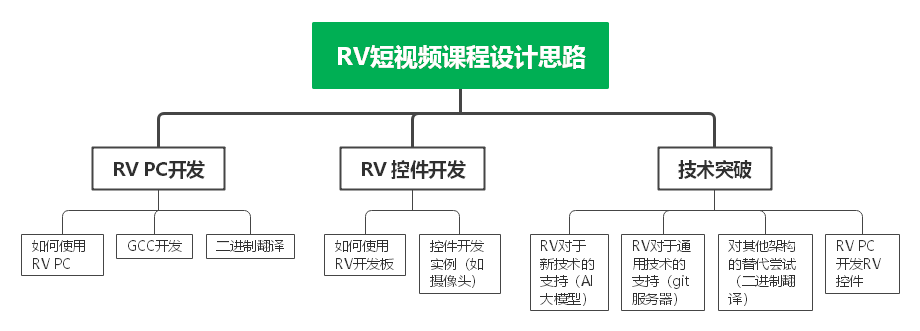 RV短视频课程设计思路
RV PC开发
RV 控件开发
技术突破
如何使用
RV PC
GCC开发
二进制翻译
如何使用
RV开发板
控件开发
实例（如
摄像头）
RV对于
新技术的
支持（AI
大模型）
RV对于通
用技术的
支持（git
服务器）
对其他架构
的替代尝试
（二进制翻
译）
RV PC
开发RV
控件